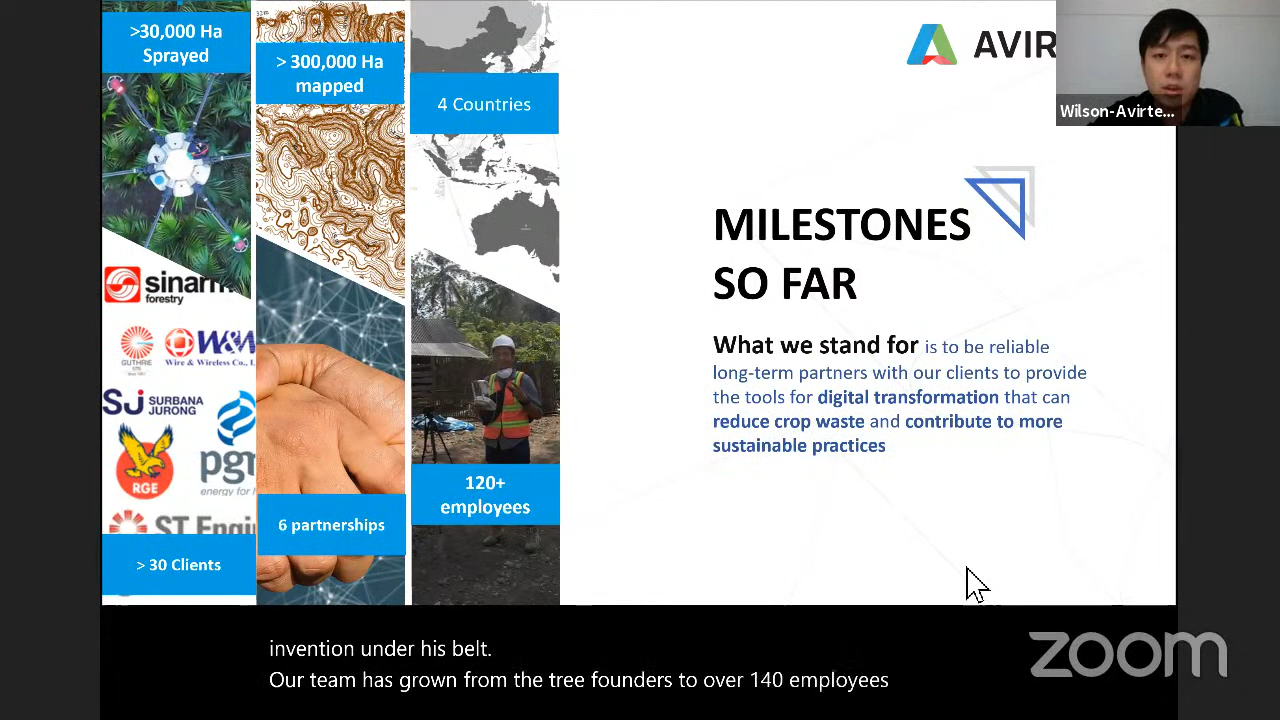 >30,000 Ha
Sprayed
> 300,000 Ha
mapped
4 Countries
AVIR
Wilson-Avirte...
MILESTONES
SO FAR
What we stand for is to be reliable
long-term partners with our clients to provide
the tools for digital transformation that can
reduce crop waste and contribute to more
sustainable practices
sinarm
forestry
GUTHRIE
W&W
Wire & Wireless Co., L
SJ SURBANA
JURONG
RGE
pgn
energy for l
ST Engi
120+
employees
6 partnerships
> 30 Clients
invention under his belt.
Our team has grown from the tree founders to over 140 employees
zoom